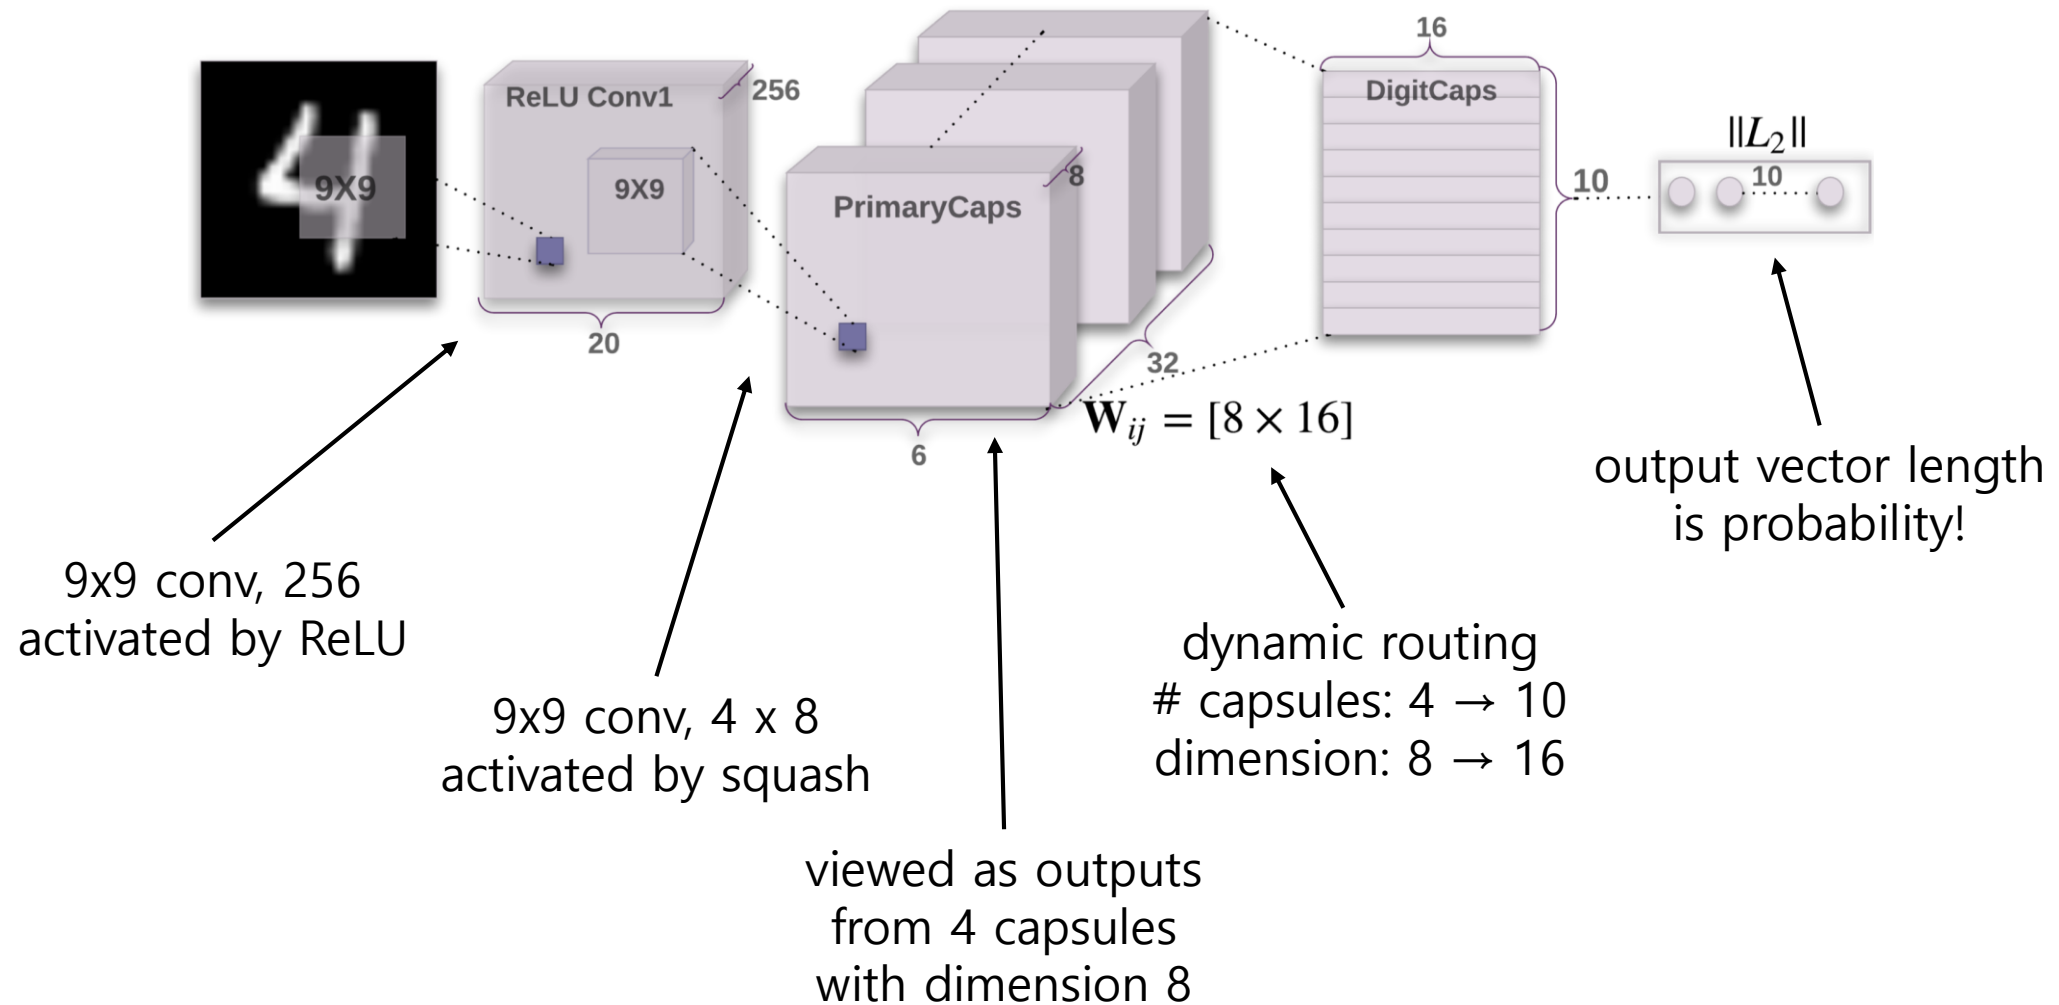 9X9
ReLU Conv1
256
9X9
20
PrimaryCaps
8
32
6
W_ij = [8 × 16]
16
DigitCaps
10
||L_2||
10
9x9 conv, 256
activated by ReLU
9x9 conv, 4 x 8
activated by squash
viewed as outputs
from 4 capsules
with dimension 8
dynamic routing
# capsules: 4 → 10
dimension: 8 → 16
output vector length
is probability!